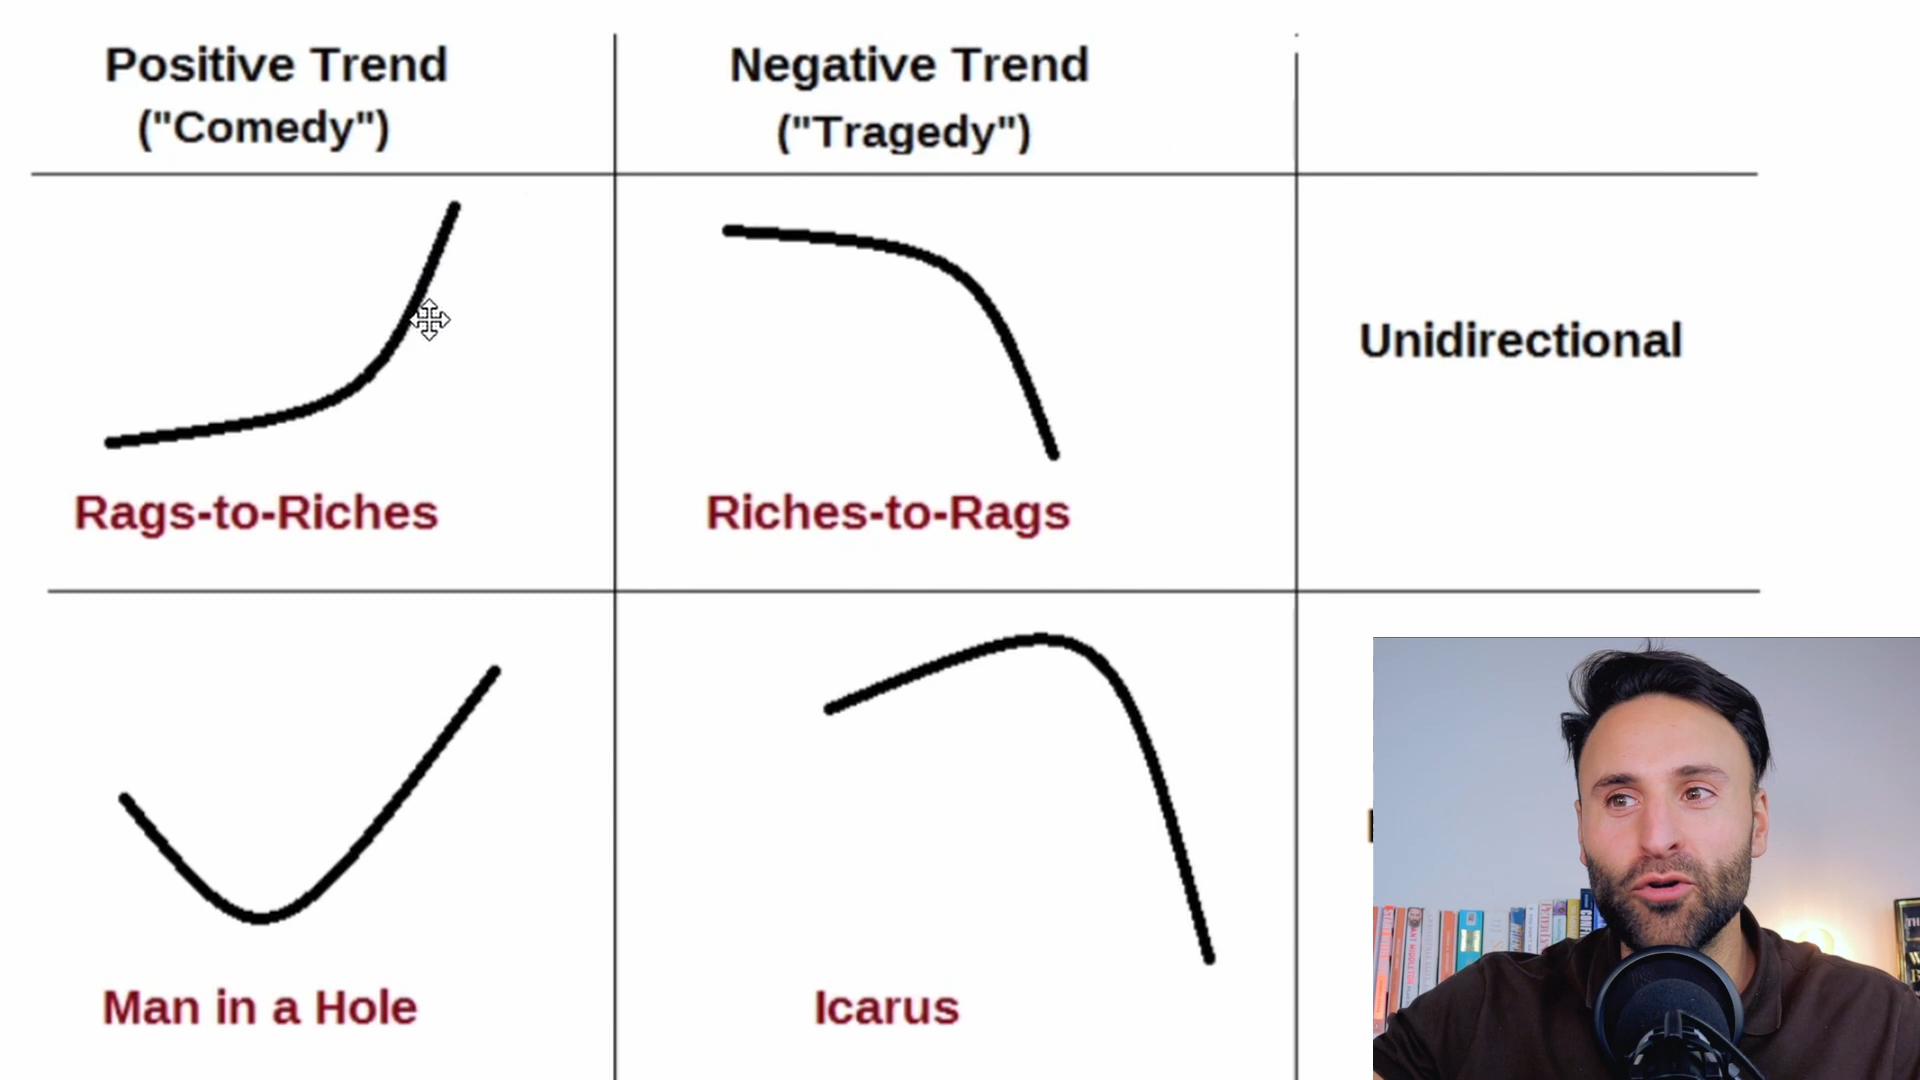 Positive Trend
("Comedy")
Negative Trend
("Tragedy")
Unidirectional
Rags-to-Riches
Riches-to-Rags
Man in a Hole
Icarus